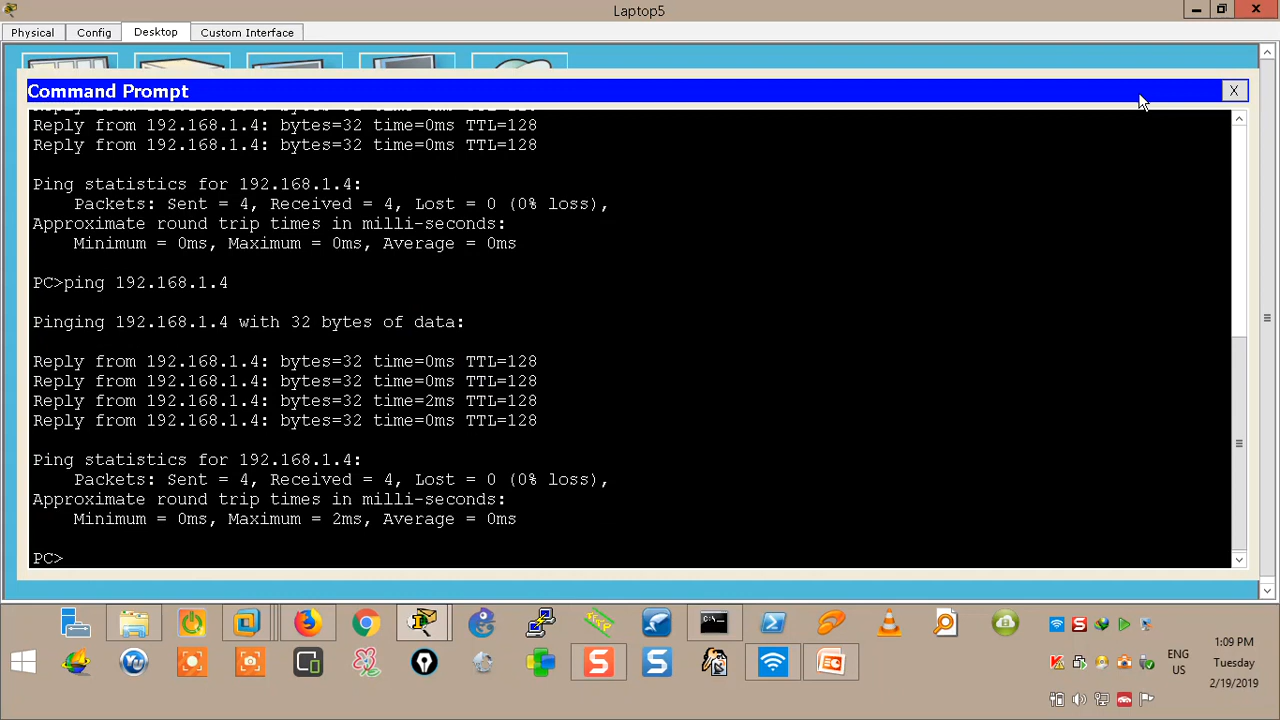 Laptop5
Physical Config Desktop Custom Interface
Command Prompt X
Reply from 192.168.1.4: bytes=32 time=0ms TTL=128
Reply from 192.168.1.4: bytes=32 time=0ms TTL=128
Ping statistics for 192.168.1.4:
Packets: Sent = 4, Received = 4, Lost = 0 (0% loss),
Approximate round trip times in milli-seconds:
Minimum = 0ms, Maximum = 0ms, Average = 0ms
PC>ping 192.168.1.4
Pinging 192.168.1.4 with 32 bytes of data:
Reply from 192.168.1.4: bytes=32 time=0ms TTL=128
Reply from 192.168.1.4: bytes=32 time=0ms TTL=128
Reply from 192.168.1.4: bytes=32 time=2ms TTL=128
Reply from 192.168.1.4: bytes=32 time=0ms TTL=128
Ping statistics for 192.168.1.4:
Packets: Sent = 4, Received = 4, Lost = 0 (0% loss),
Approximate round trip times in milli-seconds:
Minimum = 0ms, Maximum = 2ms, Average = 0ms
PC>
ENG
US
1:09 PM
Tuesday
2/19/2019